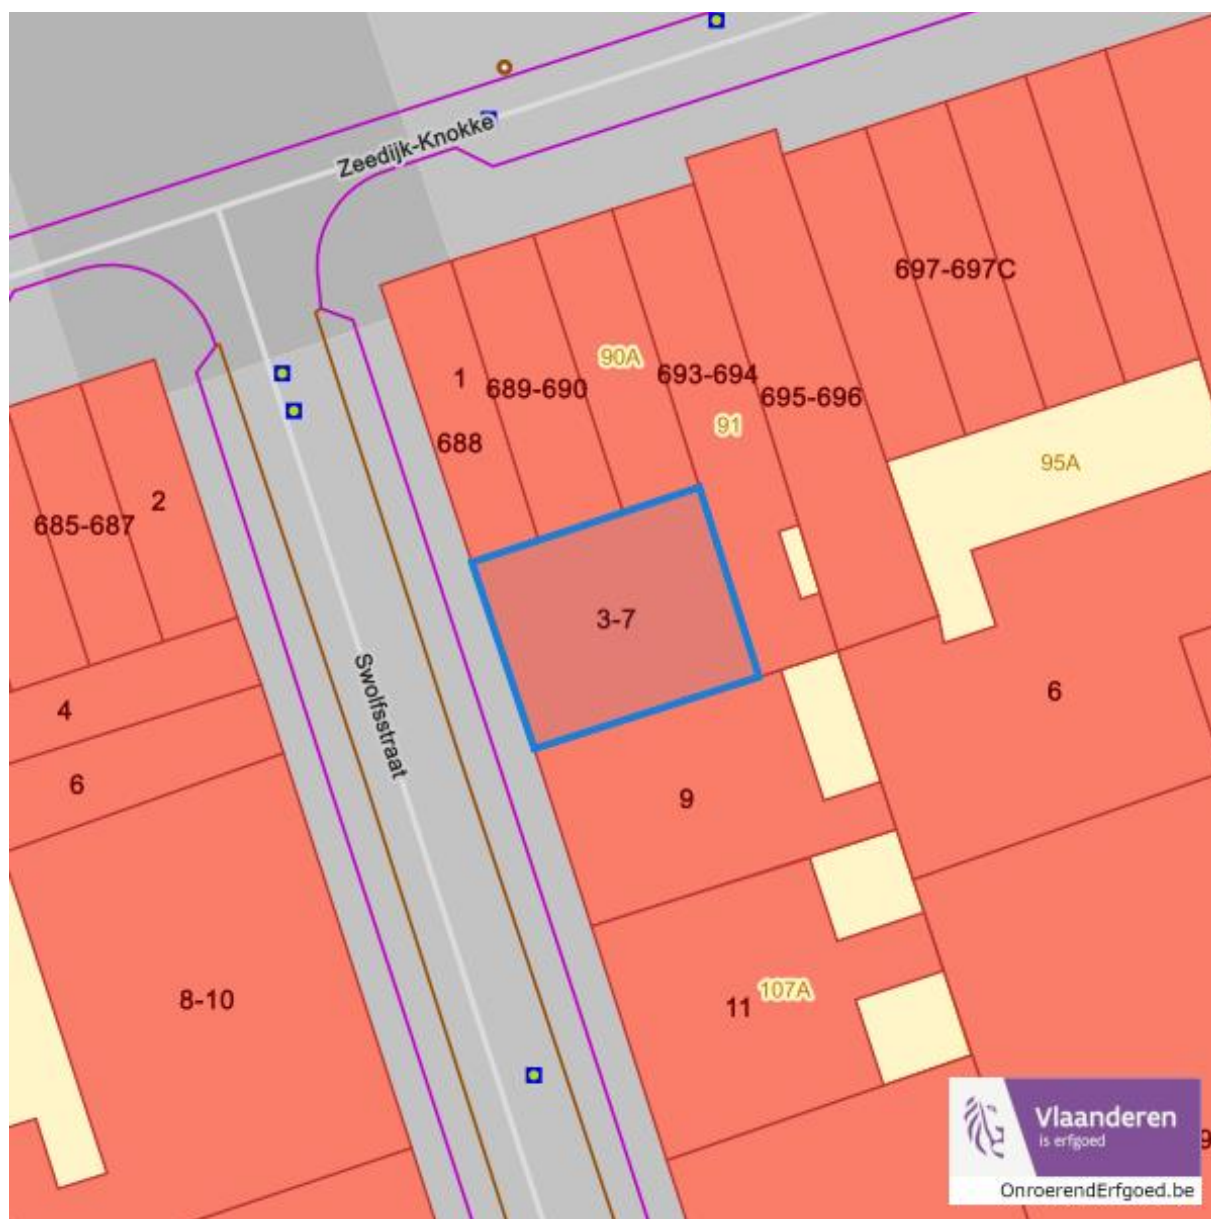 Zeedijk-Knokke
697-697C
90A
1
689-690
693-694
695-696
688
91
95A
2
685-687
3-7
Swolfsstraat
4
6
6
9
8-10
11
107A
Vlaanderen
is erfgoed
9
OnroerendErfgoed.be